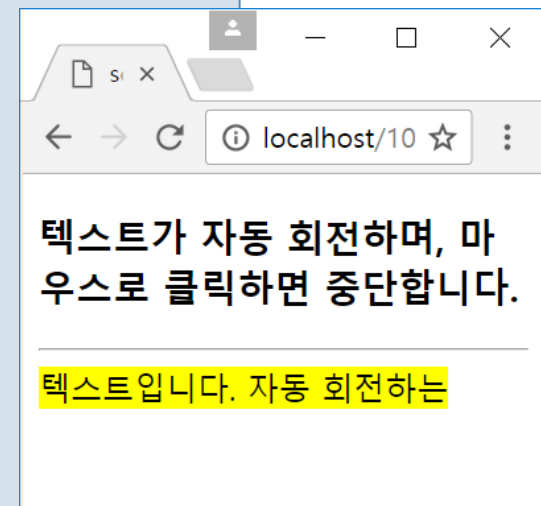 localhost/10
텍스트가 자동 회전하며, 마
우스로 클릭하면 중단합니다.
텍스트입니다. 자동 회전하는